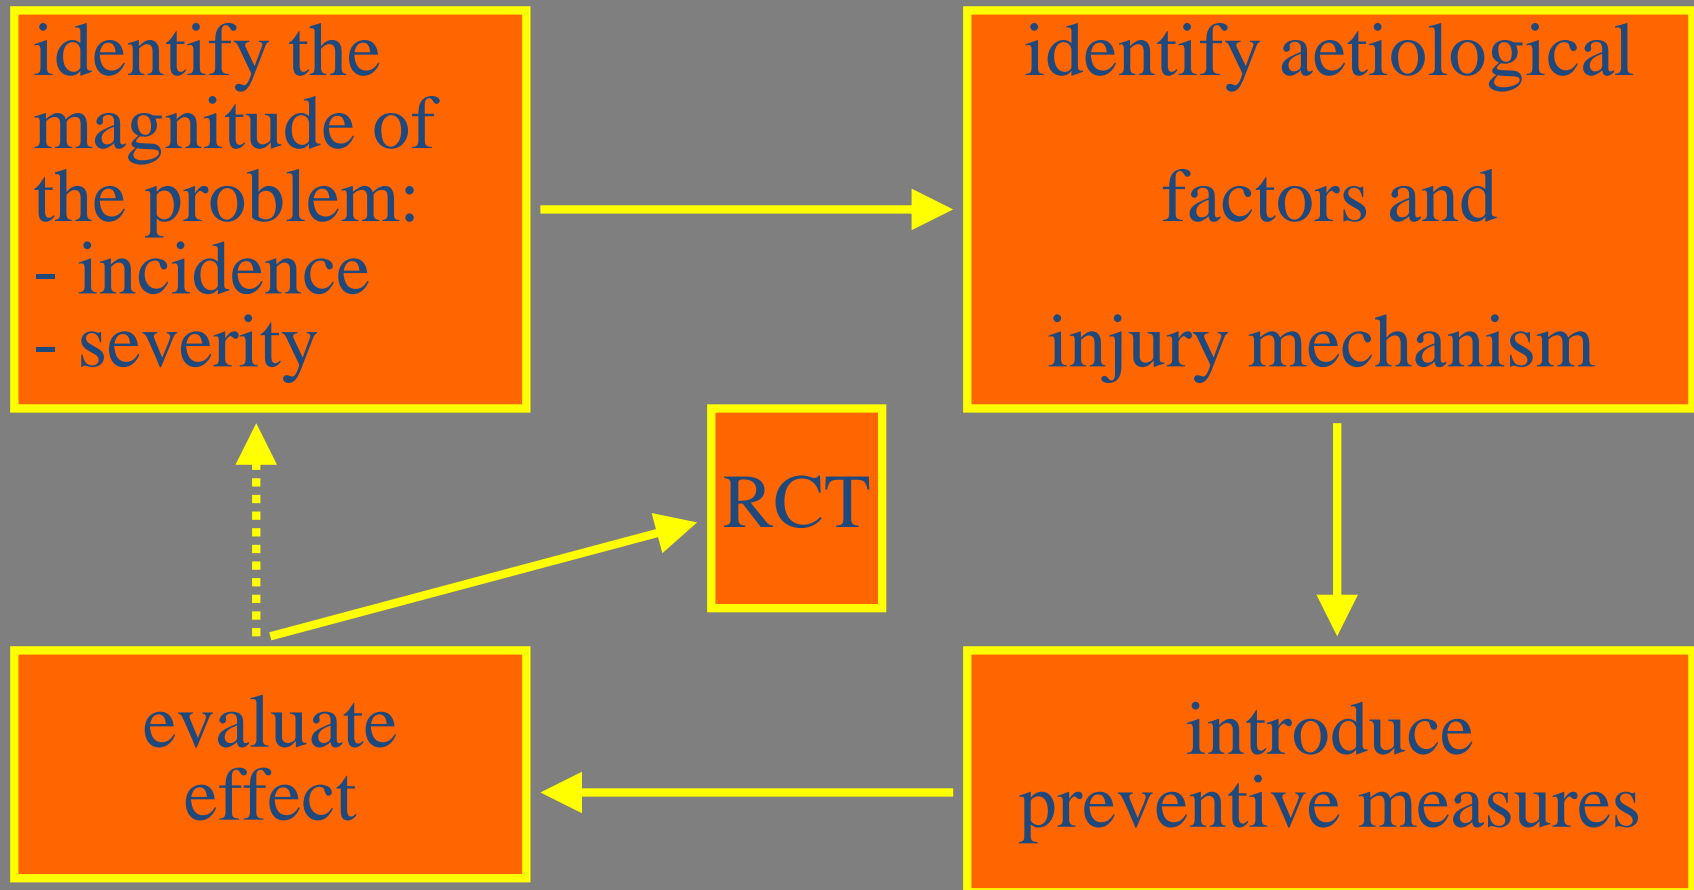 identify the
magnitude of
the problem:
- incidence
- severity
identify aetiological
factors and
injury mechanism
RCT
evaluate
effect
introduce
preventive measures